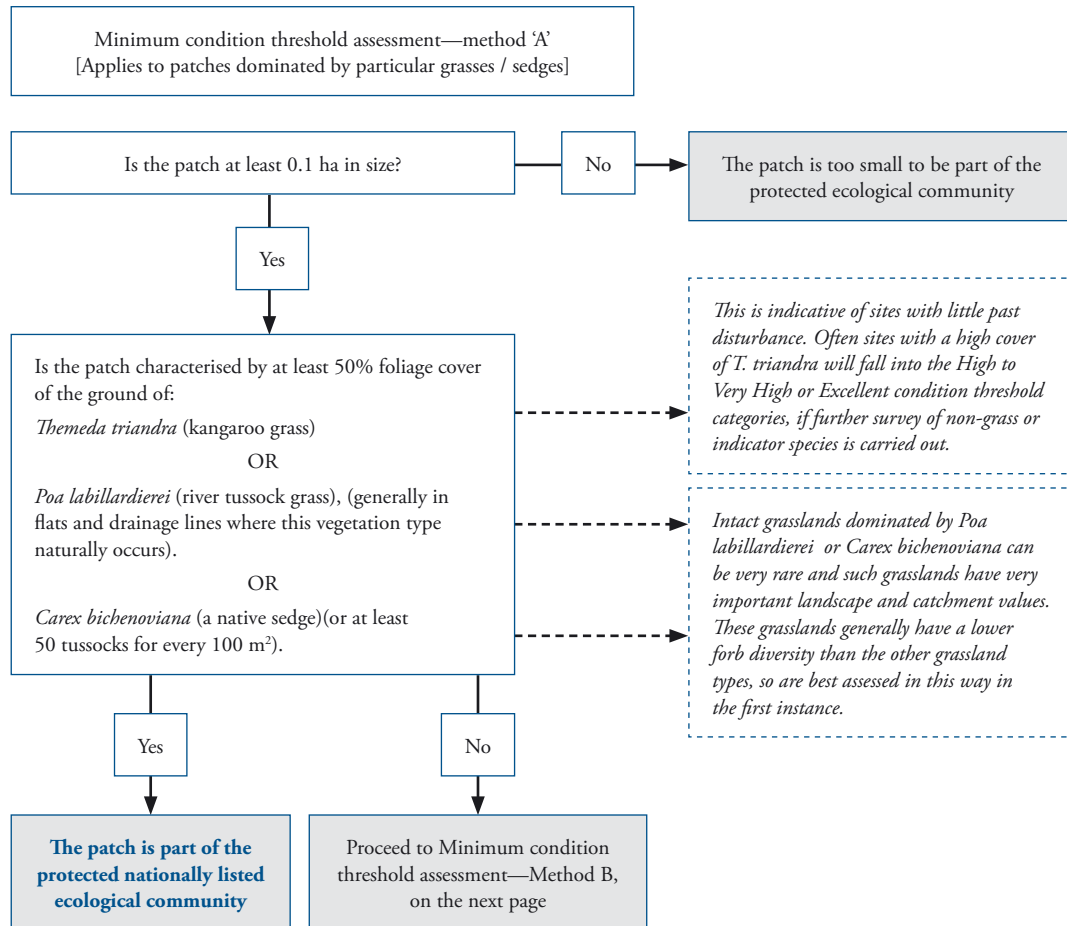 Minimum condition threshold assessment—method ‘A’
[Applies to patches dominated by particular grasses / sedges]
Is the patch at least 0.1 ha in size?
No
The patch is too small to be part of the
protected ecological community
Yes
Is the patch characterised by at least 50% foliage cover
of the ground of:
Themeda triandra (kangaroo grass)
OR
Poa labillardierei (river tussock grass), (generally in
flats and drainage lines where this vegetation type
naturally occurs).
OR
Carex bichenoviana (a native sedge)(or at least
50 tussocks for every 100 m²).
This is indicative of sites with little past
disturbance. Often sites with a high cover
of T. triandra will fall into the High to
Very High or Excellent condition threshold
categories, if further survey of non-grass or
indicator species is carried out.
Intact grasslands dominated by Poa
labillardierei or Carex bichenoviana can
be very rare and such grasslands have very
important landscape and catchment values.
These grasslands generally have a lower
forb diversity than the other grassland
types, so are best assessed in this way in
the first instance.
Yes
No
The patch is part of the
protected nationally listed
ecological community
Proceed to Minimum condition
threshold assessment—Method B,
on the next page